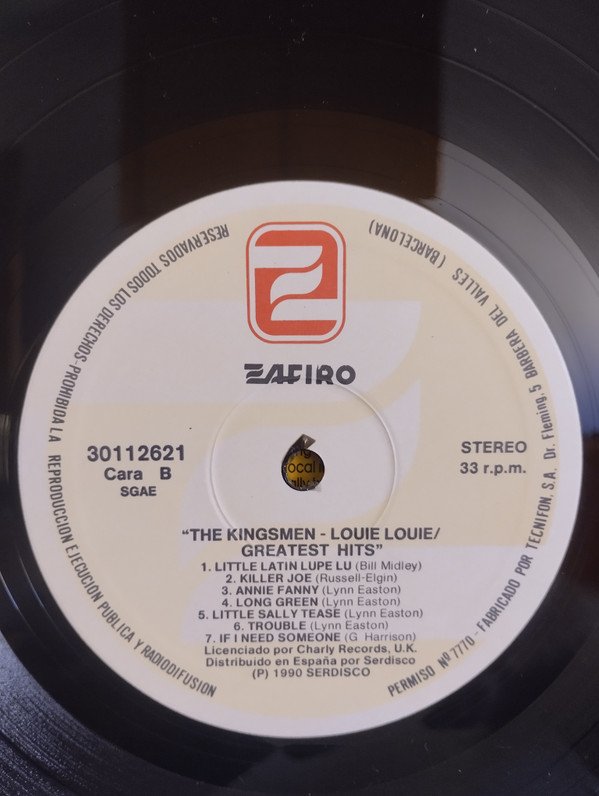 ZAFIRO
30112621
Cara B
SGAE
STEREO
33 r.p.m.
"THE KINGSMEN - LOUIE LOUIE/
GREATEST HITS"
1. LITTLE LATIN LUPE LU (Bill Midley)
2. KILLER JOE (Russell-Elgin)
3. ANNIE FANNY (Lynn Easton)
4. LONG GREEN (Lynn Easton)
5. LITTLE SALLY TEASE (Lynn Easton)
6. TROUBLE (Lynn Easton)
7. IF I NEED SOMEONE (G Harrison)
Licenciado por Charly Records, U.K.
Distribuido en España por Serdisco
(P) 1990 SERDISCO
RESERVADOS TODOS LOS DERECHOS-PROHIBIDA LA REPRODUCCION EJECUCION PUBLICA Y RADIODIFUSION
PERMISO Nº 7770 - FABRICADO POR TECNIFON, S.A. Dr. Fleming, 5 BARBERA DEL VALLES (BARCELONA)